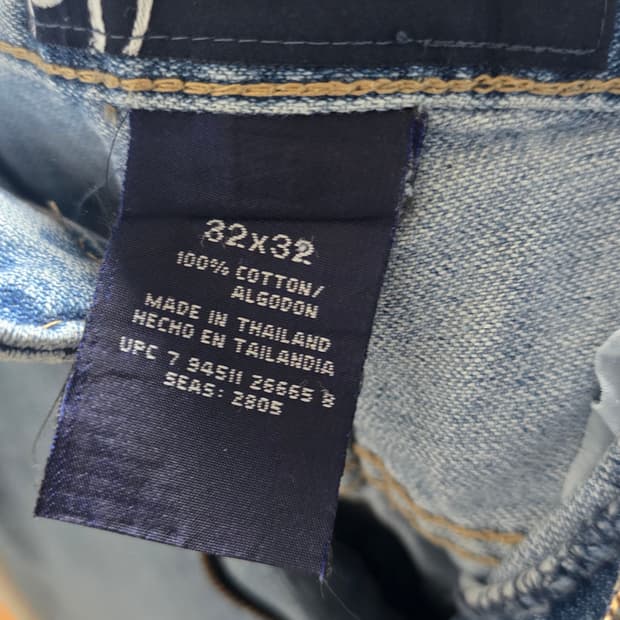 32x32
100% COTTON/
ALGODON
MADE IN THAILAND
HECHO EN TAILANDIA
UPC 7 94511 26665 8
SEAS: 2805